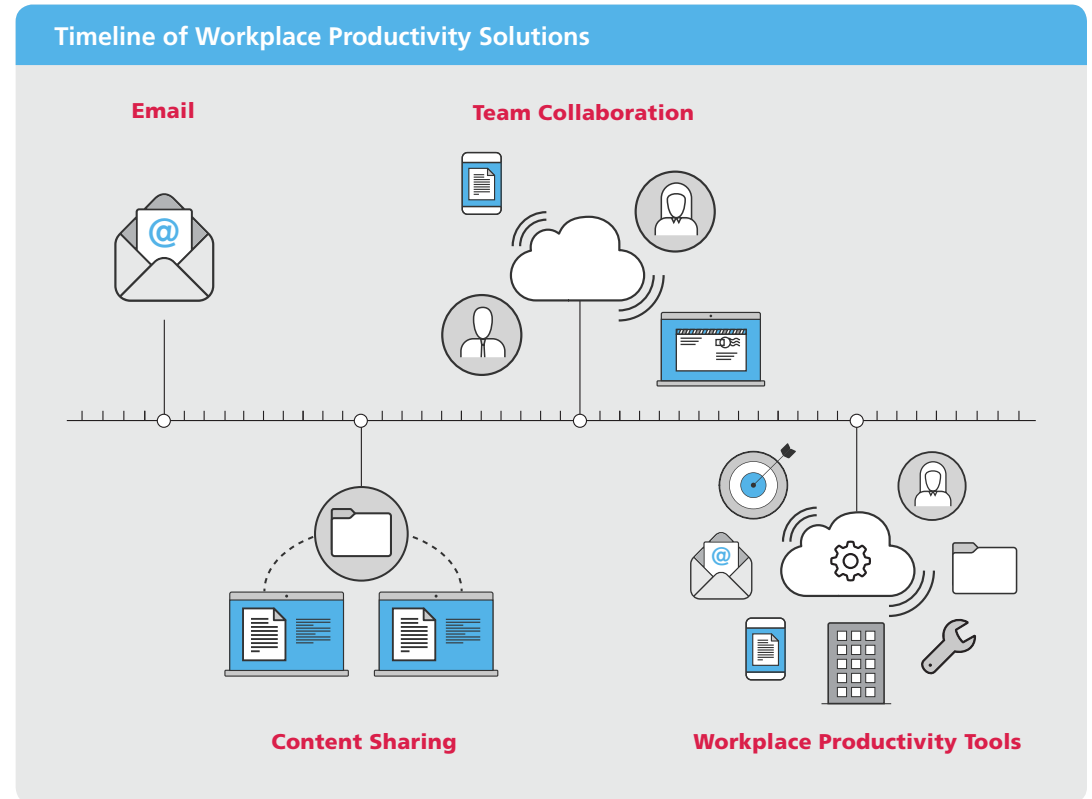 Timeline of Workplace Productivity Solutions
Email
Team Collaboration
@
@
Content Sharing
Workplace Productivity Tools